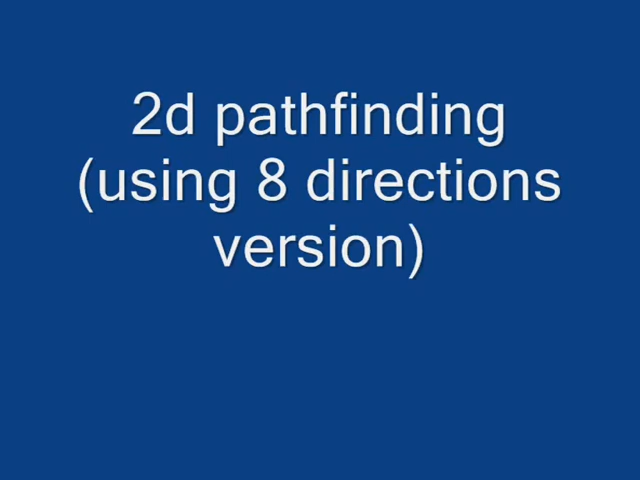 2d pathfinding
(using 8 directions
version)